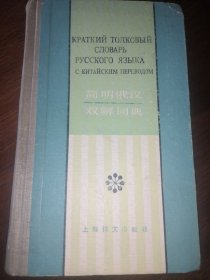 КРАТКИЙ ТОЛКОВЫЙ
СЛОВАРЬ
РУССКОГО ЯЗЫКА
С КИТАЙСКИМ ПЕРЕВОДОМ
简明俄汉
双解词典
上海译文出版社